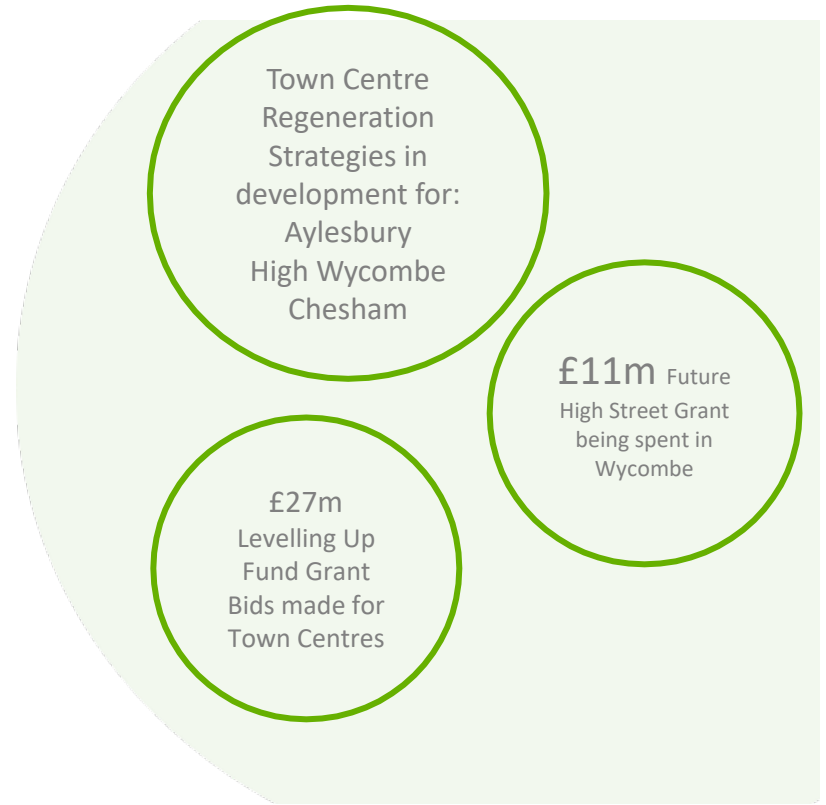 Town Centre
Regeneration
Strategies in
development for:
Aylesbury
High Wycombe
Chesham
£11m Future
High Street Grant
being spent in
Wycombe
£27m
Levelling Up
Fund Grant
Bids made for
Town Centres